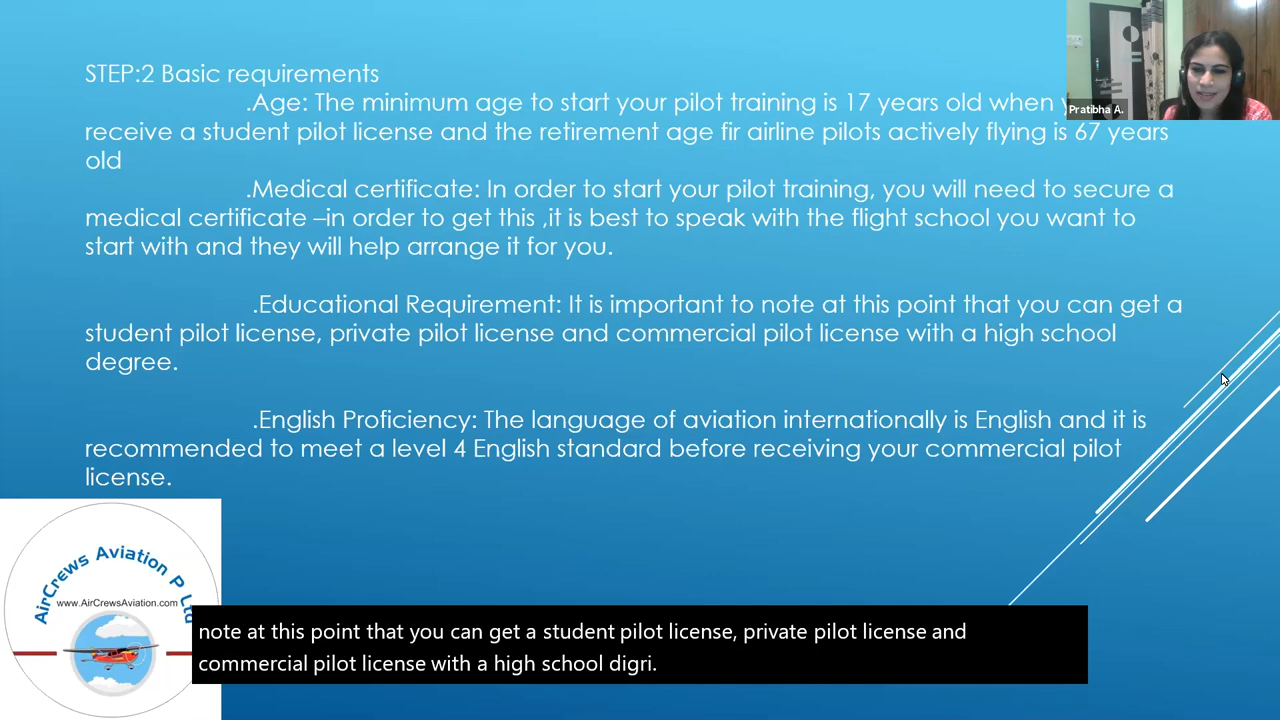 STEP:2 Basic requirements
.Age: The minimum age to start your pilot training is 17 years old when
receive a student pilot license and the retirement age fir airline pilots actively flying is 67 years
old
.Medical certificate: In order to start your pilot training, you will need to secure a
medical certificate –in order to get this ,it is best to speak with the flight school you want to
start with and they will help arrange it for you.
.Educational Requirement: It is important to note at this point that you can get a
student pilot license, private pilot license and commercial pilot license with a high school
degree.
.English Proficiency: The language of aviation internationally is English and it is
recommended to meet a level 4 English standard before receiving your commercial pilot
license.
Pratibha A.
AirCrews Aviation P Ltd
www.AirCrewsAviation.com
note at this point that you can get a student pilot license, private pilot license and
commercial pilot license with a high school digri.